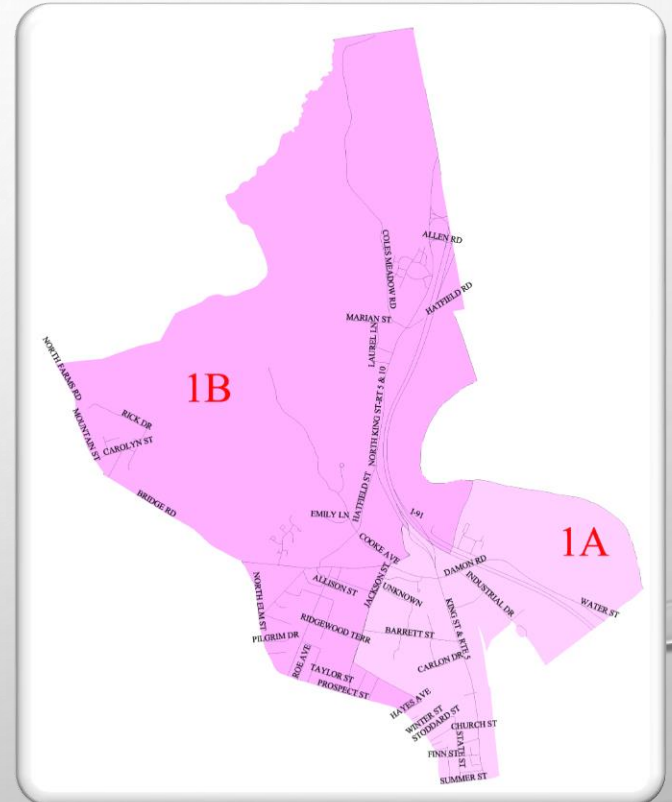 ALLEN RD
COLES MEADOW RD
HATFIELD RD
MARIAN ST
LAUREL LN
NORTH FARMS RD
1B
NORTH KING ST-RT 5 & 10
RICK DR
MOUNTAIN ST
CAROLYN ST
BRIDGE RD
HATFIELD ST
EMILY LN
I-91
1A
COOKE AVE
DAMON RD
NORTH ELM ST
ALLISON ST
JACKSON ST
UNKNOWN
INDUSTRIAL DR
WATER ST
KING ST & RTE 5
RIDGEWOOD TERR
BARRETT ST
PILGRIM DR
ROE AVE
CARLON DR
TAYLOR ST
PROSPECT ST
HAYES AVE
WINTER ST
STODDARD ST
CHURCH ST
STATE ST
FINN ST
SUMMER ST